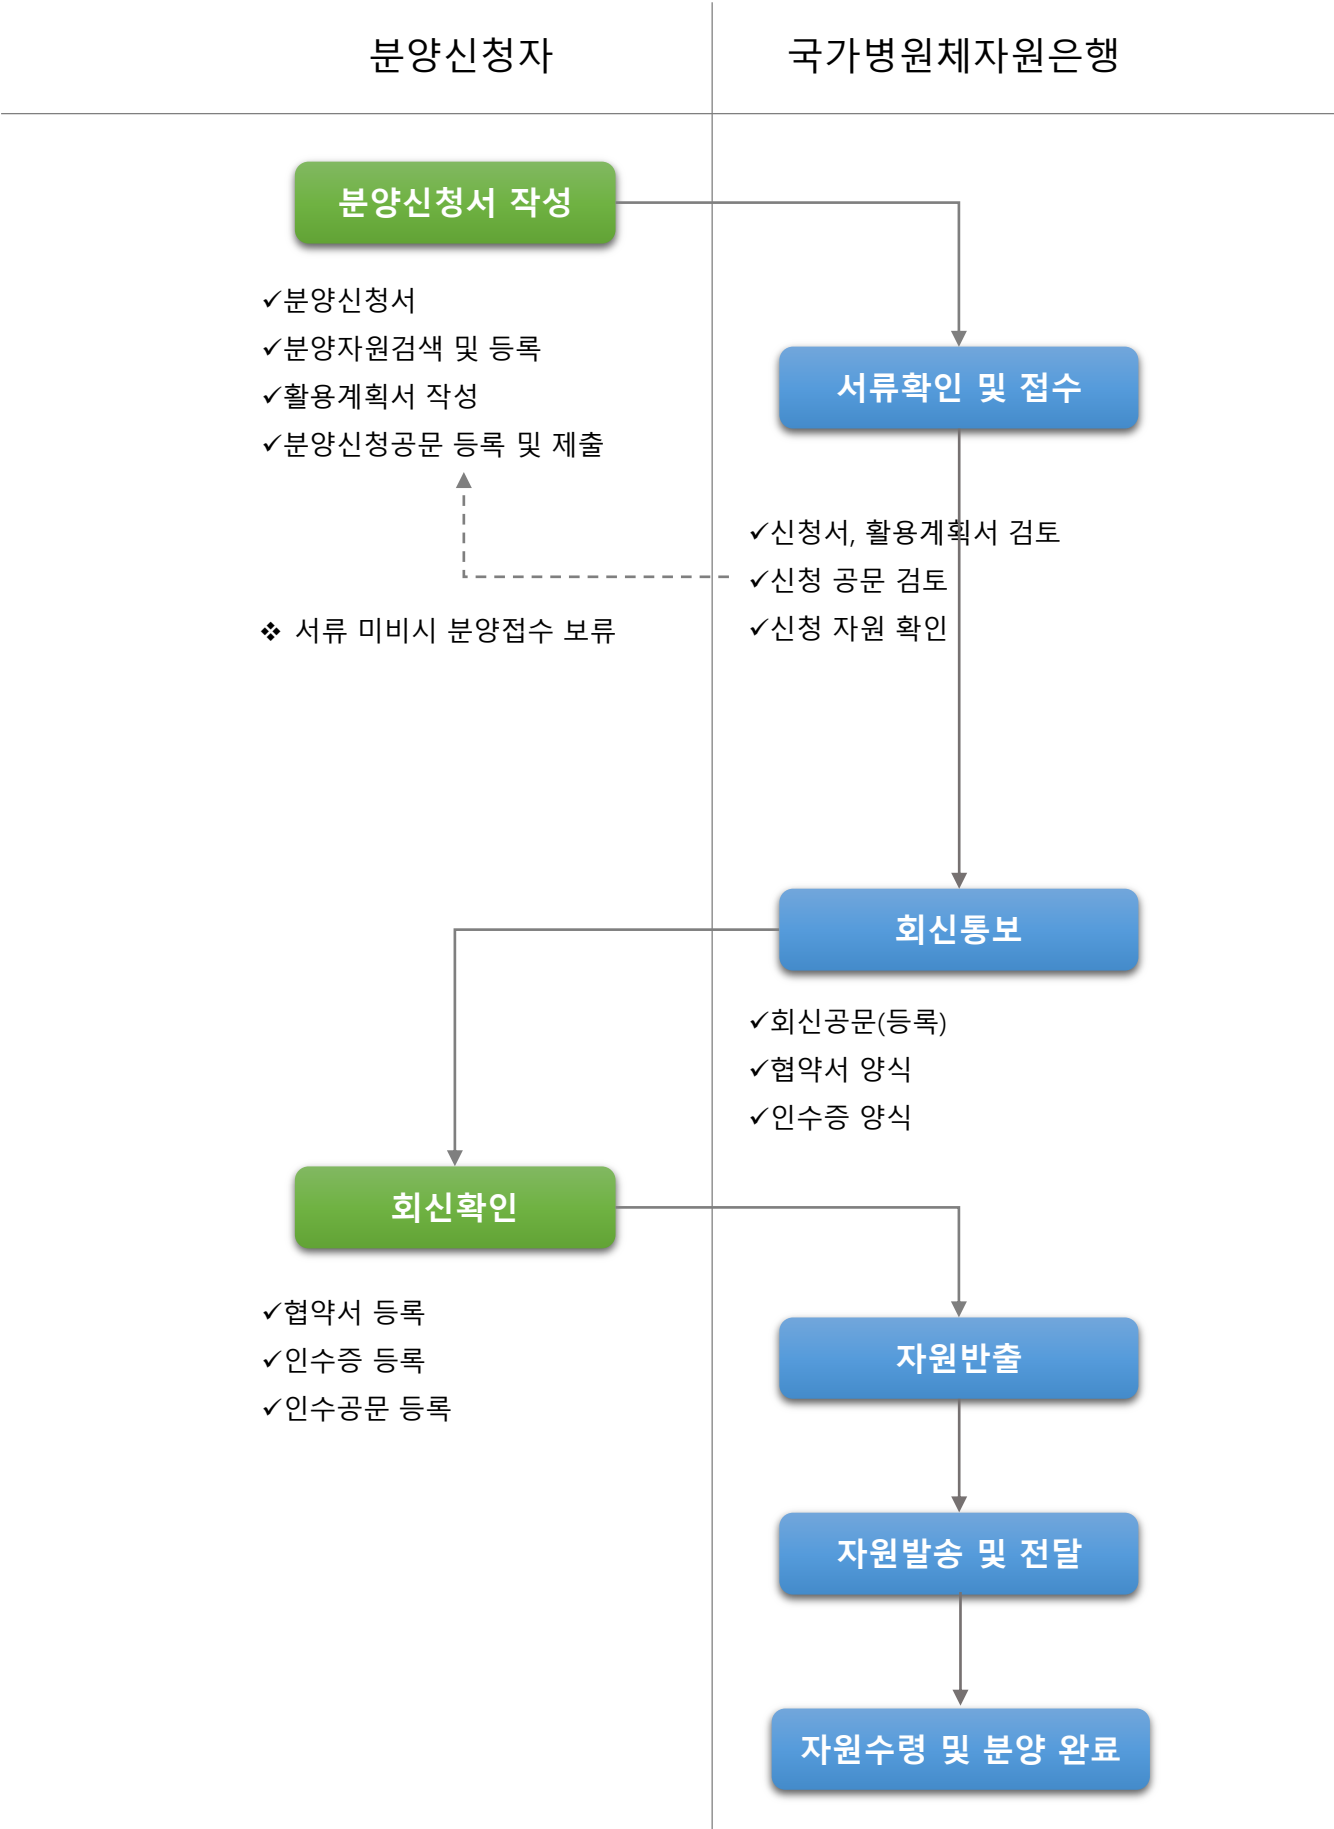 분양신청자
국가병원체자원은행
분양신청서 작성
✓분양신청서
✓분양자원검색 및 등록
✓활용계획서 작성
✓분양신청공문 등록 및 제출
서류확인 및 접수
✓신청서, 활용계획서 검토
✓신청 공문 검토
✓신청 자원 확인
❖ 서류 미비시 분양접수 보류
회신통보
✓회신공문(등록)
✓협약서 양식
✓인수증 양식
회신확인
✓협약서 등록
✓인수증 등록
✓인수공문 등록
자원반출
자원발송 및 전달
자원수령 및 분양 완료